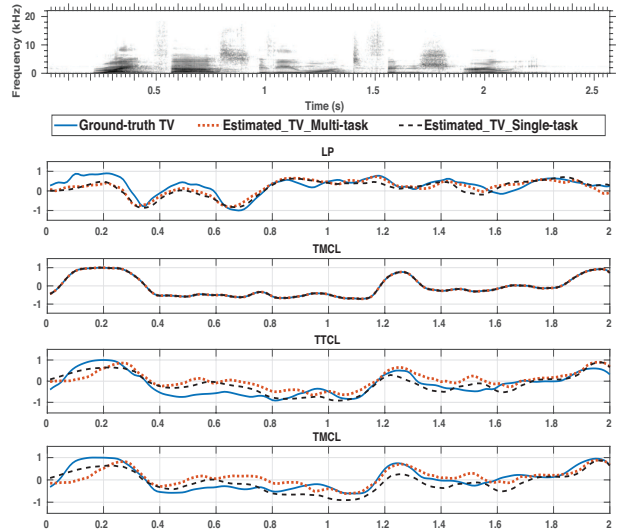 Frequency (kHz)
20
10
0
0.5 1 1.5 2 2.5
Time (s)
Ground-truth TV Estimated_TV_Multi-task Estimated_TV_Single-task
LP
1
0
-1
0 0.2 0.4 0.6 0.8 1 1.2 1.4 1.6 1.8 2
TMCL
1
0
-1
0 0.2 0.4 0.6 0.8 1 1.2 1.4 1.6 1.8 2
TTCL
1
0
-1
0 0.2 0.4 0.6 0.8 1 1.2 1.4 1.6 1.8 2
TMCL
1
0
-1
0 0.2 0.4 0.6 0.8 1 1.2 1.4 1.6 1.8 2